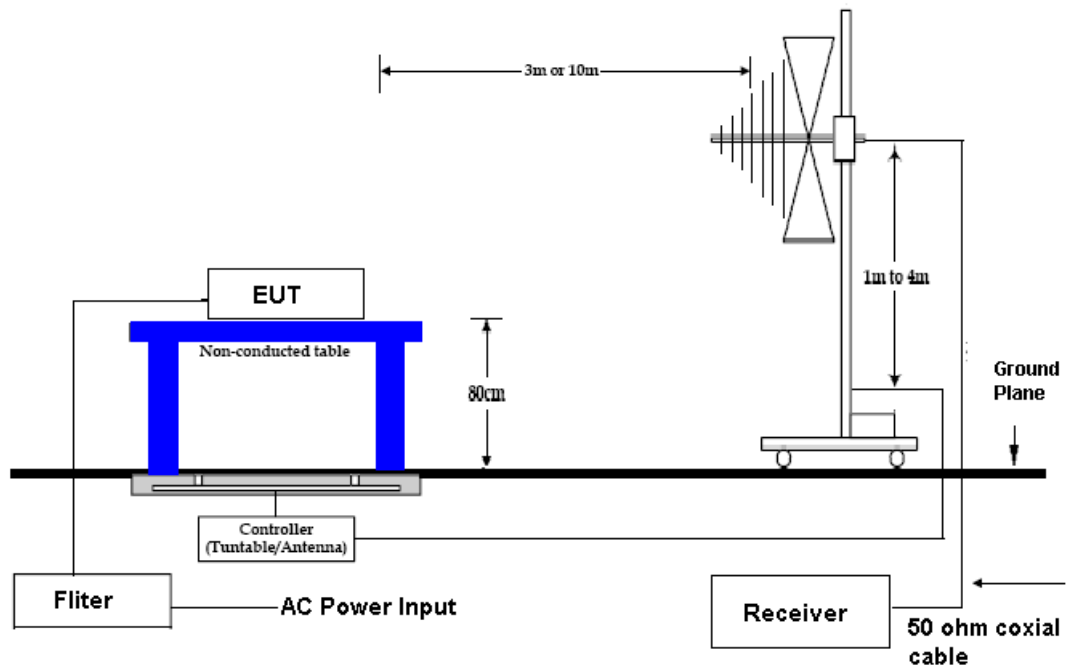 3m or 10m
1m to 4m
EUT
Non-conducted table
80cm
Ground
Plane
Controller
(Tuntable/Antenna)
Fliter
AC Power Input
Receiver
50 ohm coxial
cable